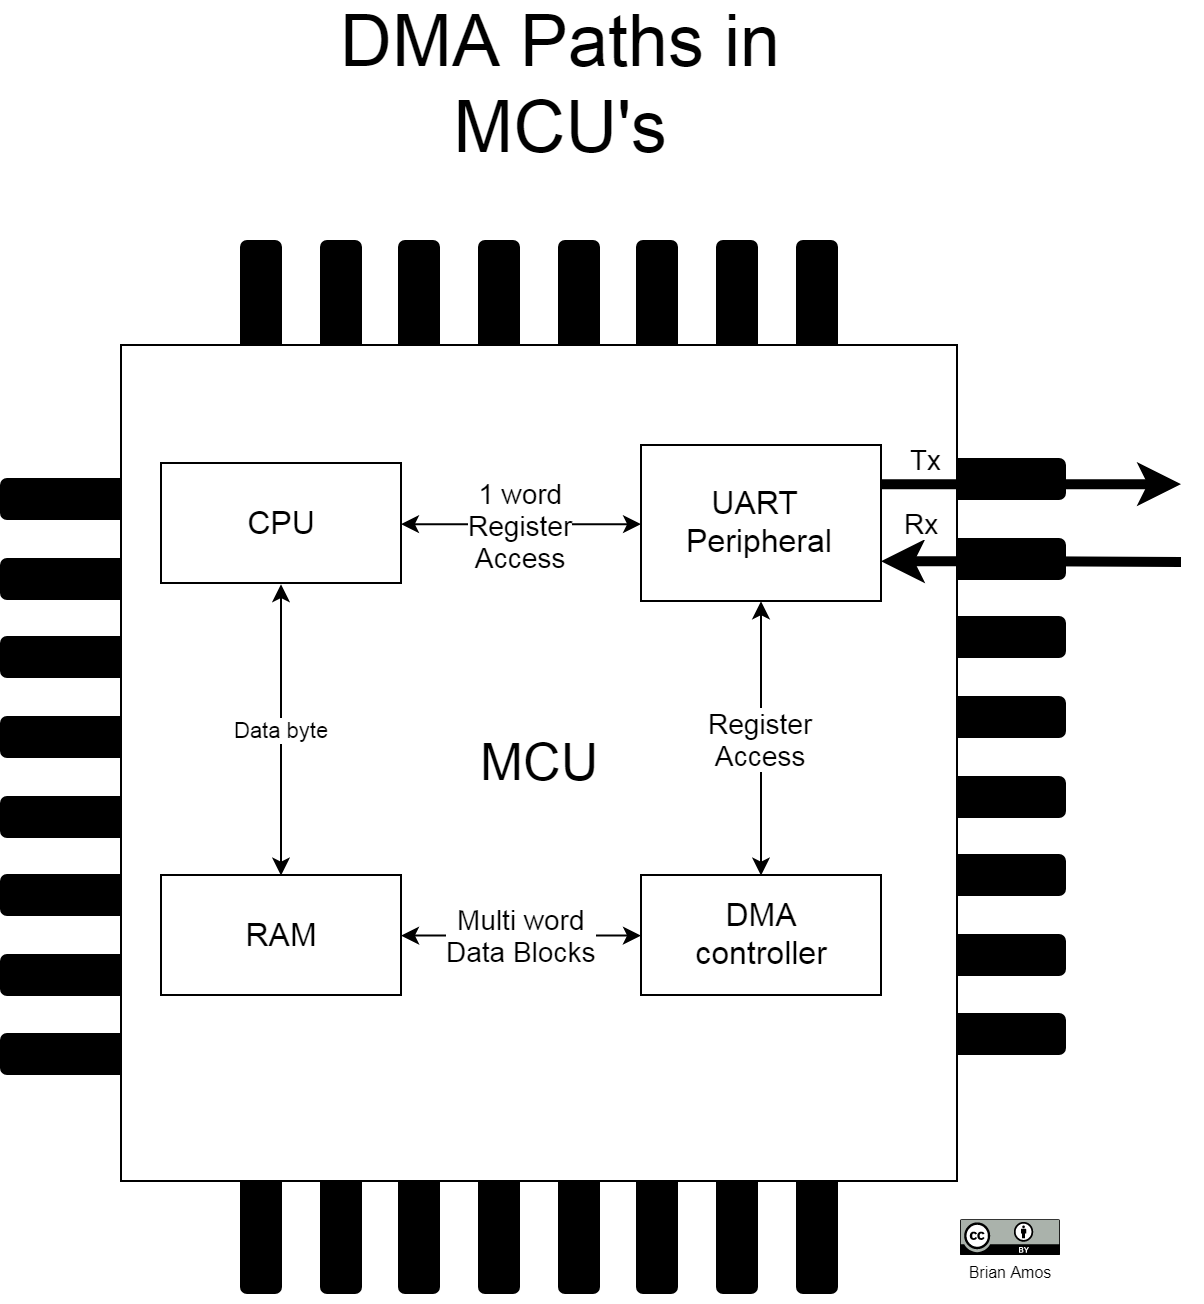 DMA Paths in
MCU's
Tx
1 word
Register
Access
CPU
UART
Peripheral
Rx
Data byte
MCU
Register
Access
RAM
Multi word
Data Blocks
DMA
controller
cc
BY
Brian Amos